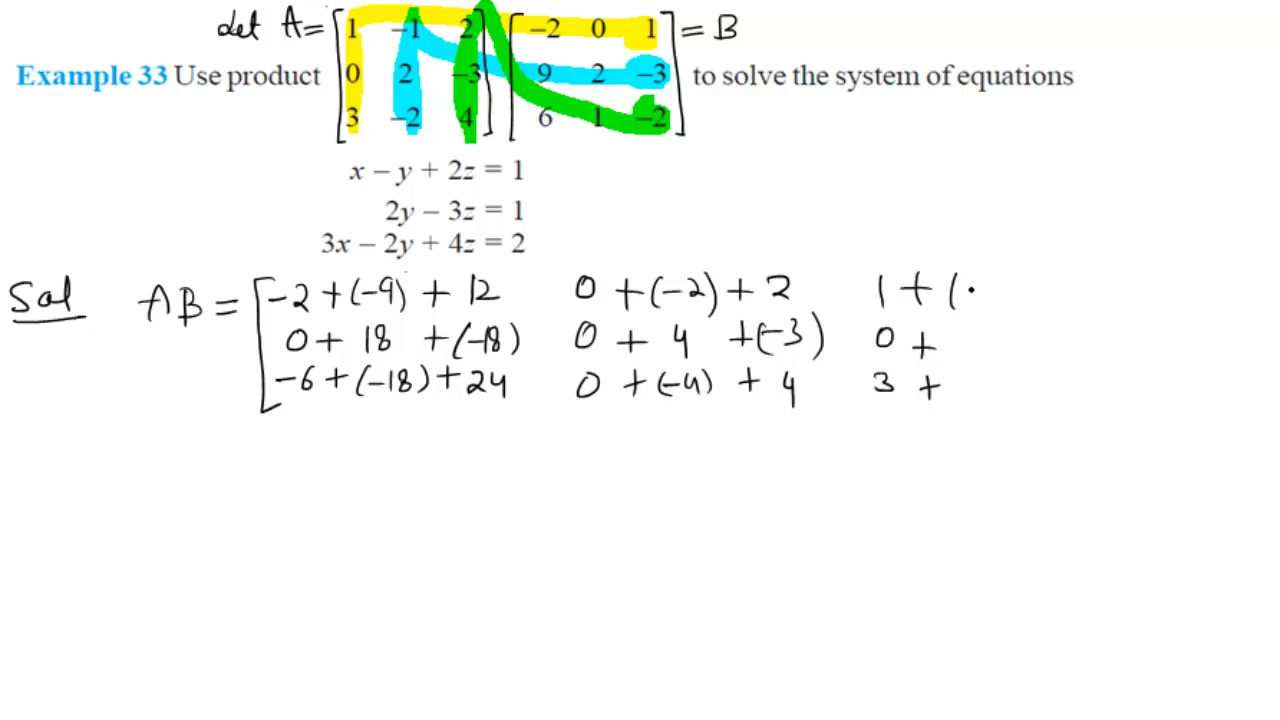 let A = [ 1 -1 2 ] [ -2 0 1 ] = B
Example 33 Use product [ 0 2 -3 ] [ 9 2 -3 ] to solve the system of equations
[ 3 -2 4 ] [ 6 1 -2 ]
x – y + 2z = 1
2y – 3z = 1
3x – 2y + 4z = 2
Sol AB = [ -2 + (-9) + 12 0 + (-2) + 2 1 + (
0 + 18 + (-18) 0 + 4 + (-3) 0 +
-6 + (-18) + 24 0 + (-4) + 4 3 +